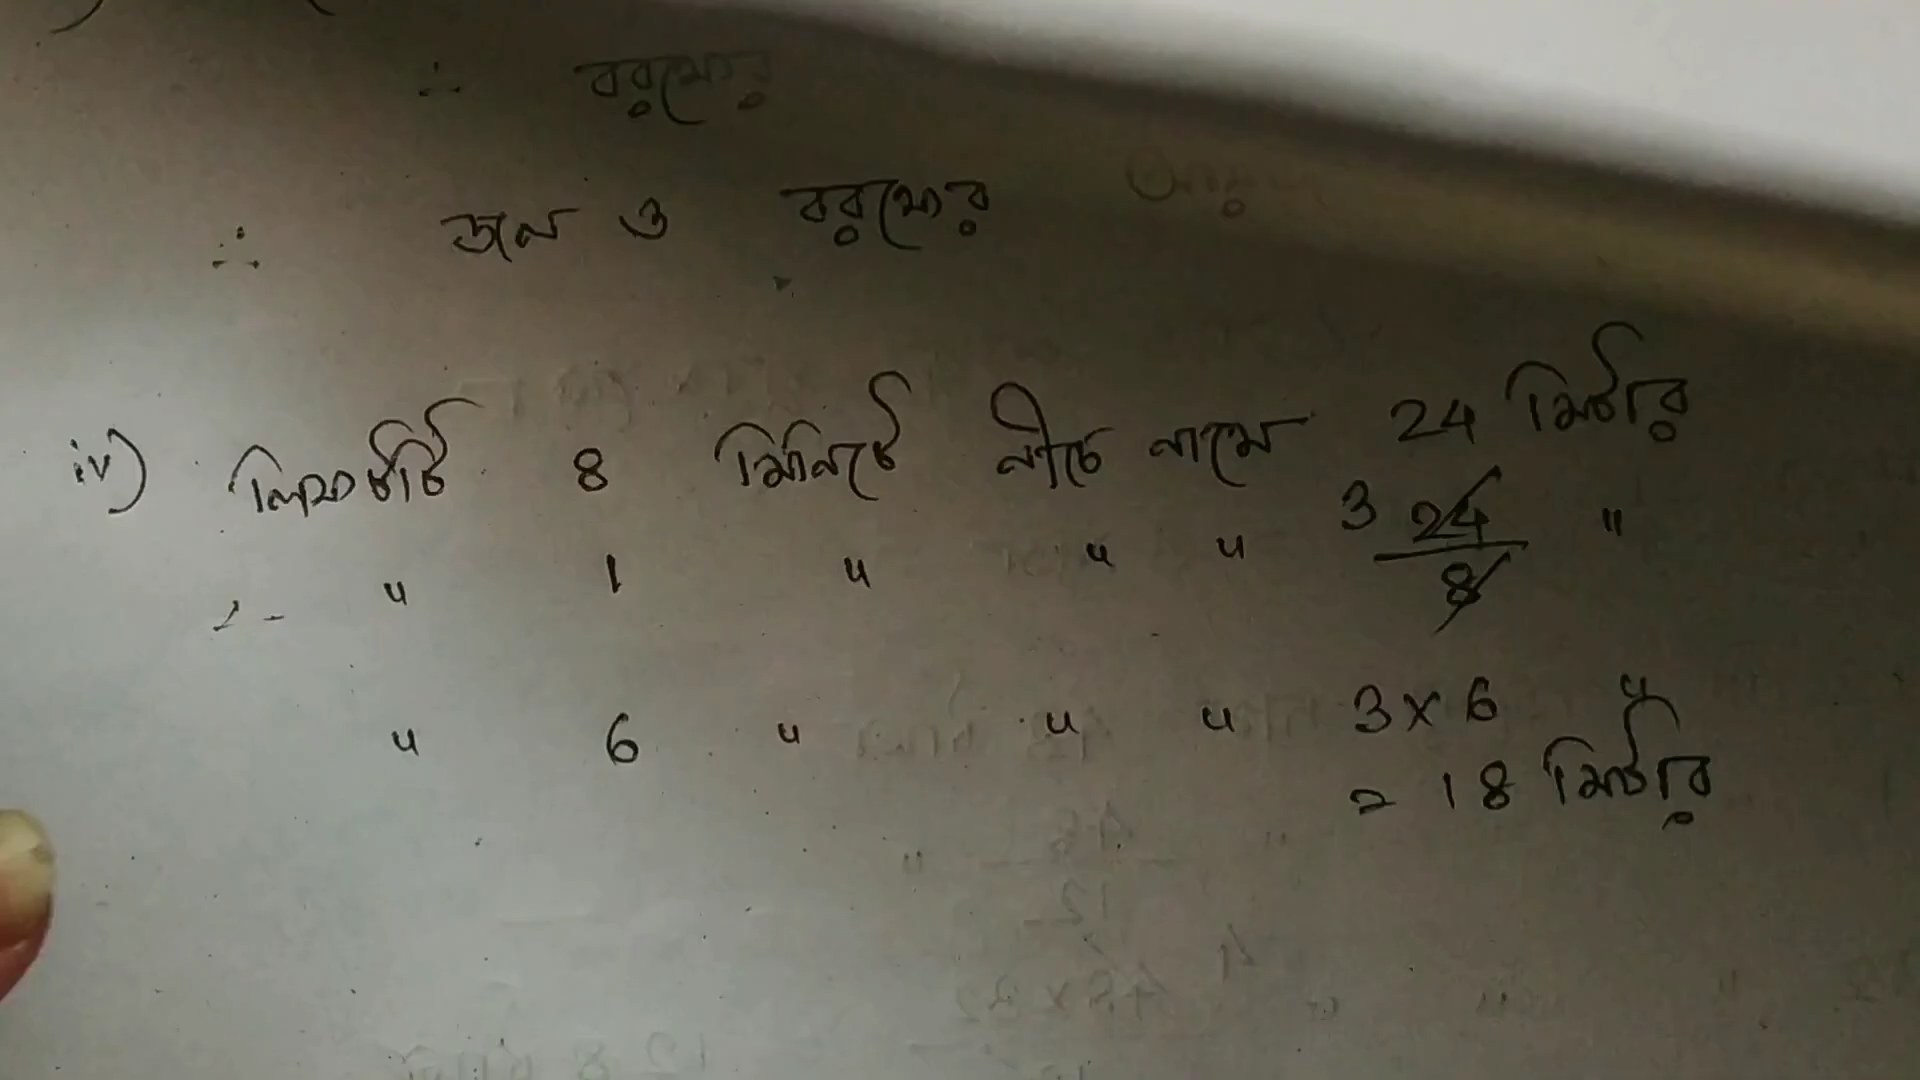 ∴ বরফের
∴ জল ও বরফের
iv) লিফটটি 8 মিনিটে নীচে নামে 24 মিটার
∴ " 1 " " " 3 24/8 "
" 6 " " " 3 × 6 "
= 18 মিটার